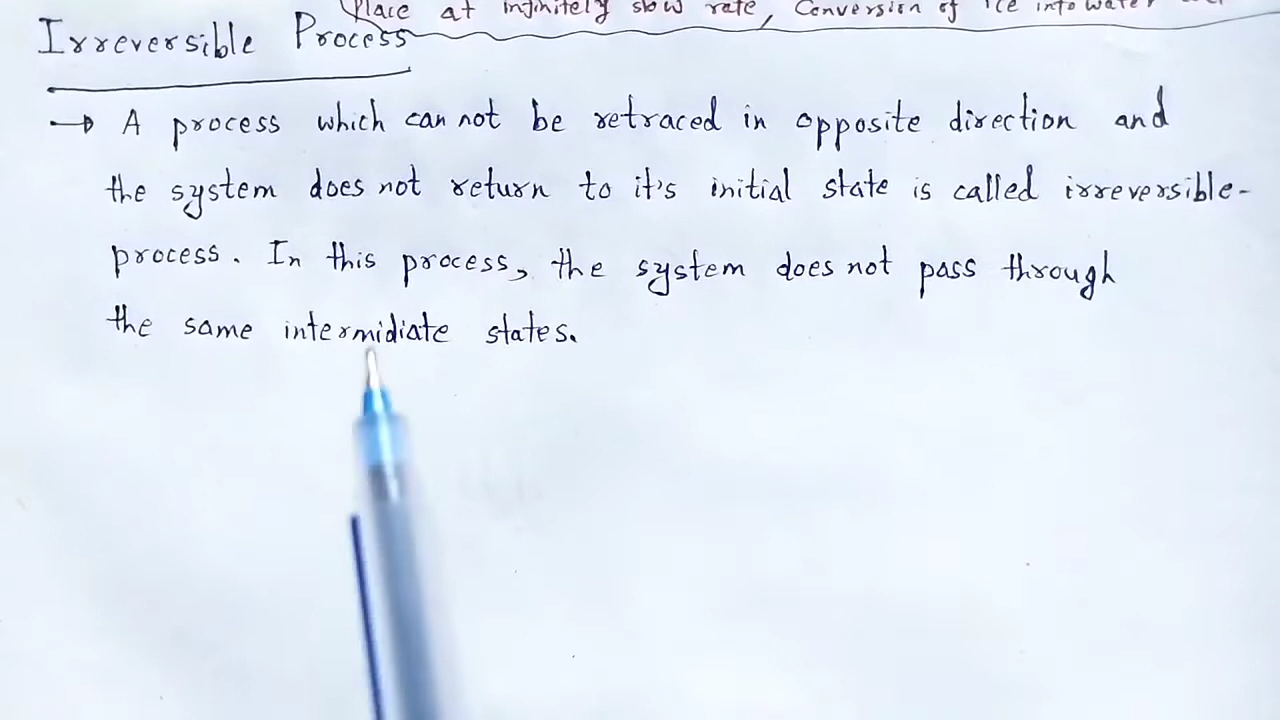 Place at infinitely slow rate, Conversion of ice into water
Irreversible Process
→ A process which can not be retraced in opposite direction and
the system does not return to it's initial state is called irreversible-
process. In this process, the system does not pass through
the same intermidiate states.